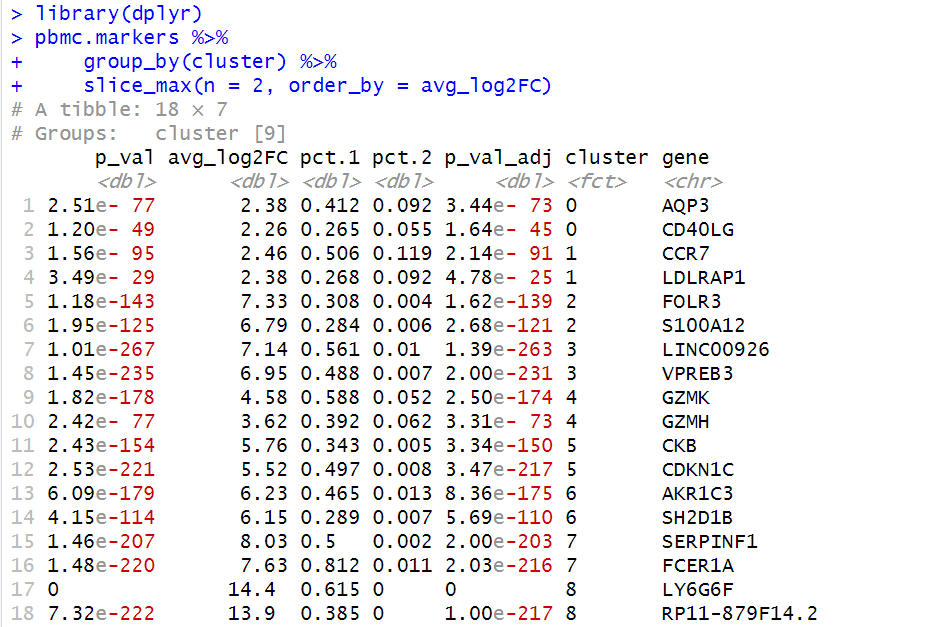 > library(dplyr)
> pbmc.markers %>%
+     group_by(cluster) %>%
+     slice_max(n = 2, order_by = avg_log2FC)
# A tibble: 18 × 7
# Groups:   cluster [9]
       p_val avg_log2FC pct.1 pct.2 p_val_adj cluster gene
       <dbl>      <dbl> <dbl> <dbl>     <dbl> <fct>   <chr>
 1 2.51e- 77       2.38 0.412 0.092 3.44e- 73 0       AQP3
 2 1.20e- 49       2.26 0.265 0.055 1.64e- 45 0       CD40LG
 3 1.56e- 95       2.46 0.506 0.119 2.14e- 91 1       CCR7
 4 3.49e- 29       2.38 0.268 0.092 4.78e- 25 1       LDLRAP1
 5 1.18e-143       7.33 0.308 0.004 1.62e-139 2       FOLR3
 6 1.95e-125       6.79 0.284 0.006 2.68e-121 2       S100A12
 7 1.01e-267       7.14 0.561 0.01  1.39e-263 3       LINC00926
 8 1.45e-235       6.95 0.488 0.007 2.00e-231 3       VPREB3
 9 1.82e-178       4.58 0.588 0.052 2.50e-174 4       GZMK
10 2.42e- 77       3.62 0.392 0.062 3.31e- 73 4       GZMH
11 2.43e-154       5.76 0.343 0.005 3.34e-150 5       CKB
12 2.53e-221       5.52 0.497 0.008 3.47e-217 5       CDKN1C
13 6.09e-179       6.23 0.465 0.013 8.36e-175 6       AKR1C3
14 4.15e-114       6.15 0.289 0.007 5.69e-110 6       SH2D1B
15 1.46e-207       8.03 0.5   0.002 2.00e-203 7       SERPINF1
16 1.48e-220       7.63 0.812 0.011 2.03e-216 7       FCER1A
17 0              14.4  0.615 0     0         8       LY6G6F
18 7.32e-222      13.9  0.385 0     1.00e-217 8       RP11-879F14.2